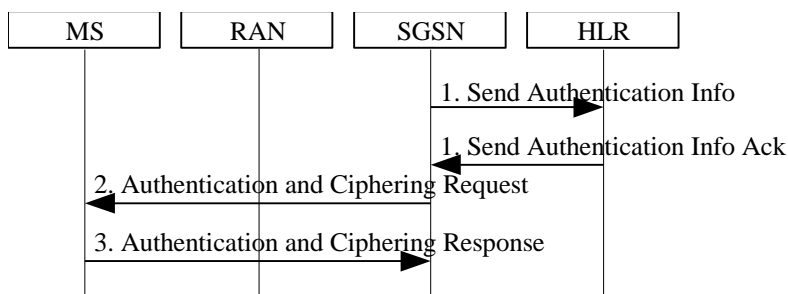 MS RAN SGSN HLR
1. Send Authentication Info
1. Send Authentication Info Ack
2. Authentication and Ciphering Request
3. Authentication and Ciphering Response